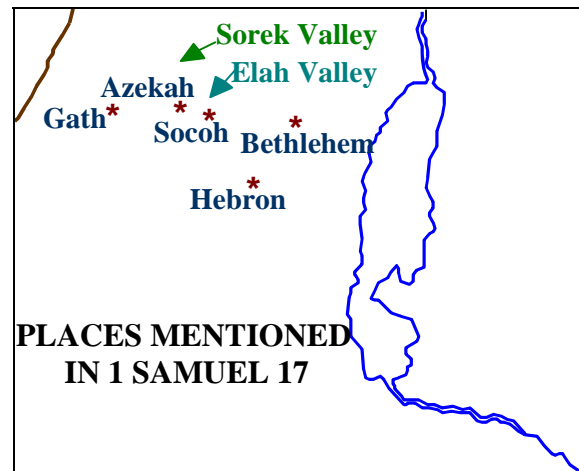 Sorek Valley
Elah Valley
Azekah
Gath*
*
*
Socoh
*
Bethlehem
*
Hebron
PLACES MENTIONED
IN 1 SAMUEL 17